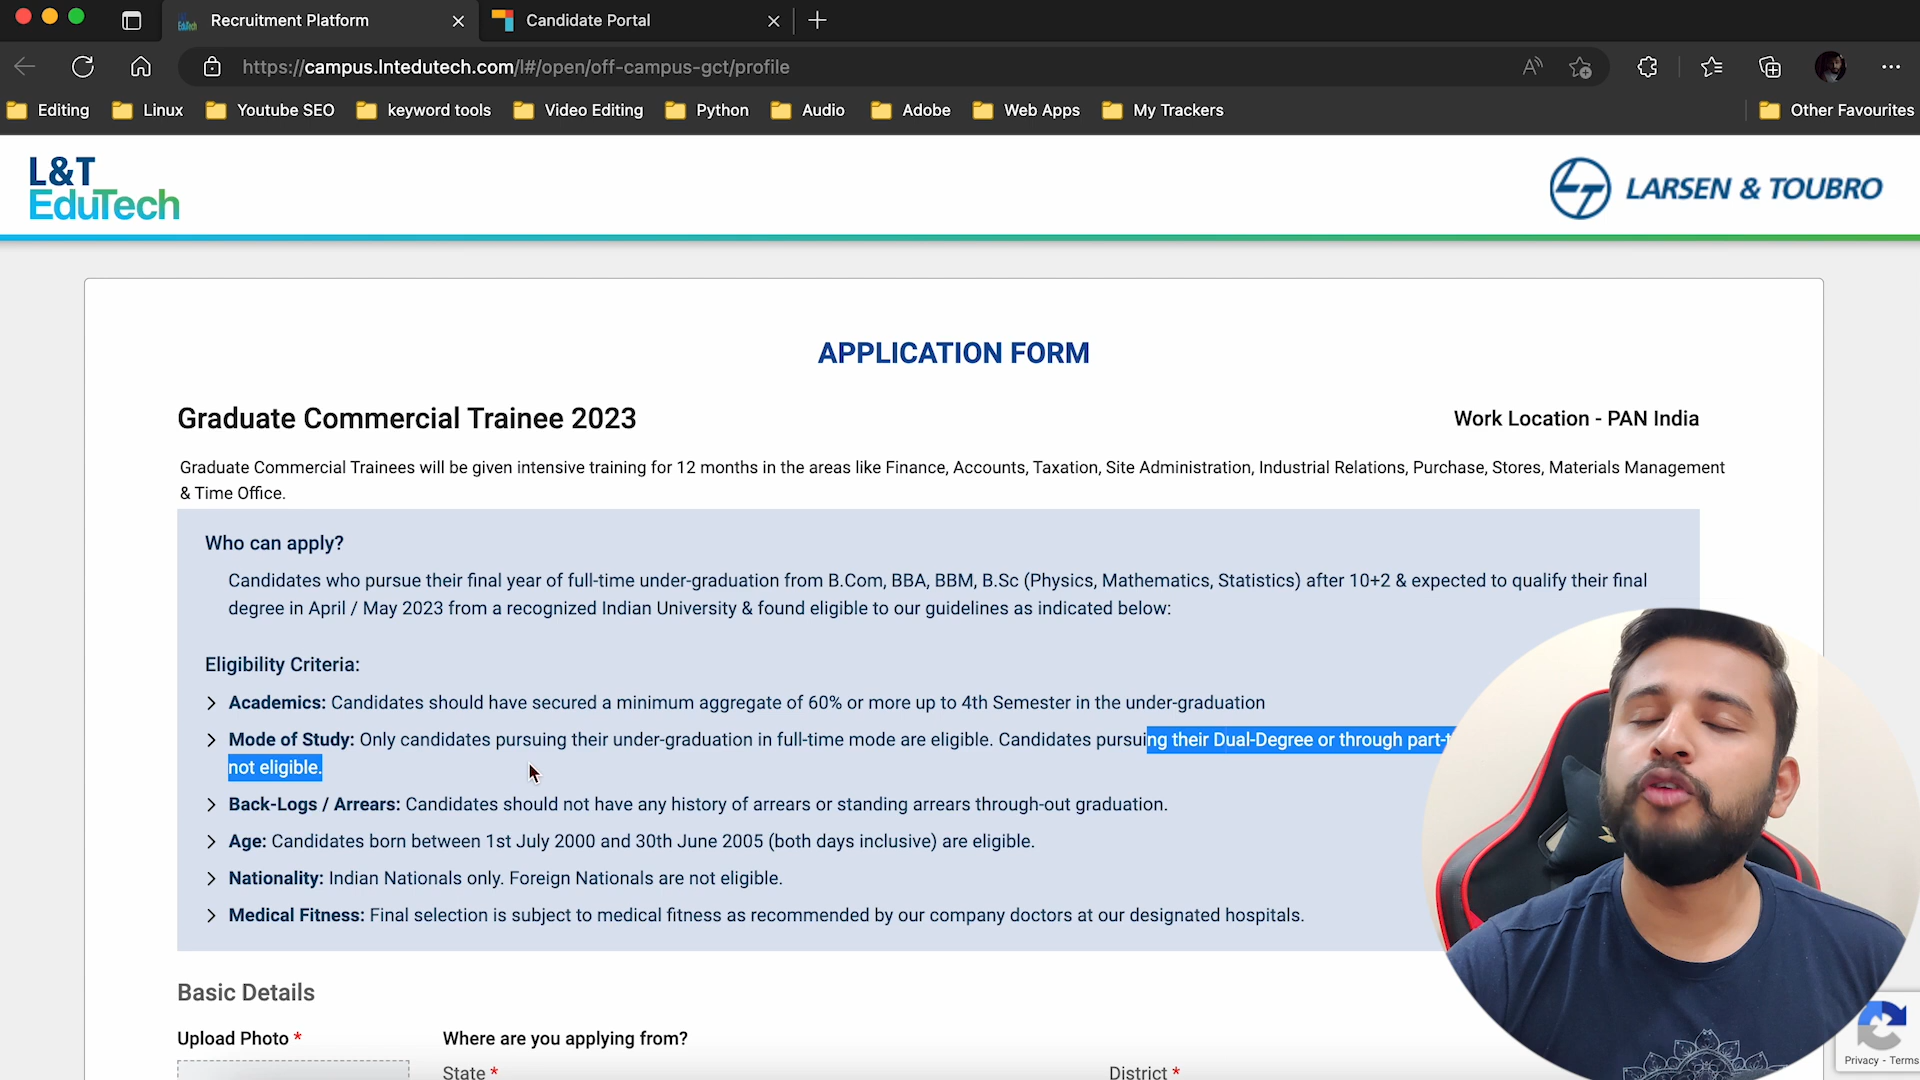 Recruitment Platform
Candidate Portal
https://campus.lntedutech.com/l#/open/off-campus-gct/profile
Editing
Linux
Youtube SEO
keyword tools
Video Editing
Python
Audio
Adobe
Web Apps
My Trackers
Other Favourites
L&T
EduTech
LARSEN & TOUBRO
APPLICATION FORM
Graduate Commercial Trainee 2023
Work Location - PAN India
Graduate Commercial Trainees will be given intensive training for 12 months in the areas like Finance, Accounts, Taxation, Site Administration, Industrial Relations, Purchase, Stores, Materials Management
& Time Office.
Who can apply?
Candidates who pursue their final year of full-time under-graduation from B.Com, BBA, BBM, B.Sc (Physics, Mathematics, Statistics) after 10+2 & expected to qualify their final
degree in April / May 2023 from a recognized Indian University & found eligible to our guidelines as indicated below:
Eligibility Criteria:
Academics: Candidates should have secured a minimum aggregate of 60% or more up to 4th Semester in the under-graduation
Mode of Study: Only candidates pursuing their under-graduation in full-time mode are eligible. Candidates pursuing their Dual-Degree or through part-
not eligible.
Back-Logs / Arrears: Candidates should not have any history of arrears or standing arrears through-out graduation.
Age: Candidates born between 1st July 2000 and 30th June 2005 (both days inclusive) are eligible.
Nationality: Indian Nationals only. Foreign Nationals are not eligible.
Medical Fitness: Final selection is subject to medical fitness as recommended by our company doctors at our designated hospitals.
Basic Details
Upload Photo *
Where are you applying from?
State *
District *
Privacy - Terms